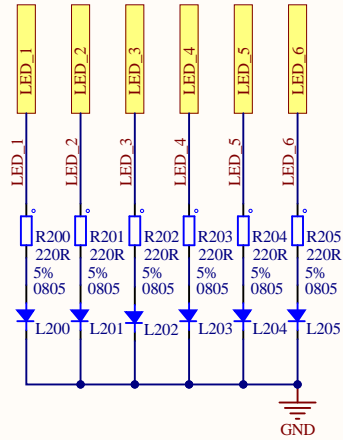 LED_1
LED_2
LED_3
LED_4
LED_5
LED_6
LED_1
LED_2
LED_3
LED_4
LED_5
LED_6
R200
220R
5%
0805
R201
220R
5%
0805
R202
220R
5%
0805
R203
220R
5%
0805
R204
220R
5%
0805
R205
220R
5%
0805
L200
L201
L202
L203
L204
L205
GND